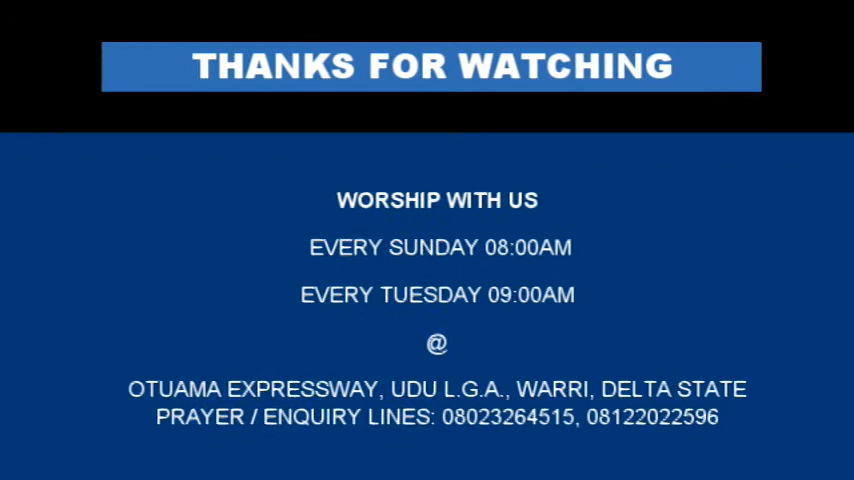 THANKS FOR WATCHING
WORSHIP WITH US
EVERY SUNDAY 08:00AM
EVERY TUESDAY 09:00AM
@
OTUAMA EXPRESSWAY, UDU L.G.A., WARRI, DELTA STATE
PRAYER / ENQUIRY LINES: 08023264515, 08122022596